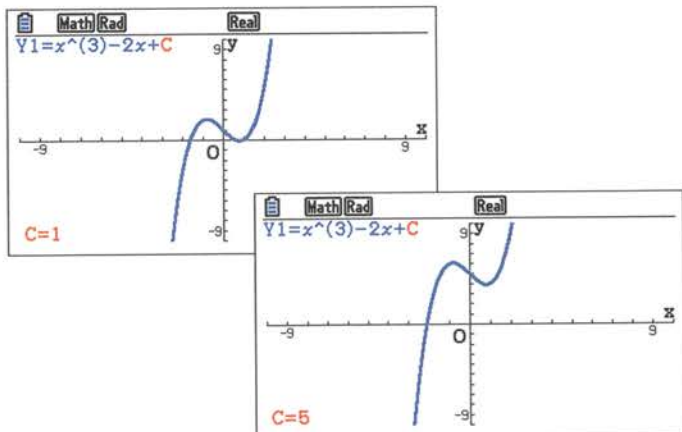 Math Rad Real
Y1=x^(3)-2x+C
y
9
x
-9
O
9
-9
C=1
Math Rad Real
Y1=x^(3)-2x+C
y
9
x
-9
O
9
-9
C=5